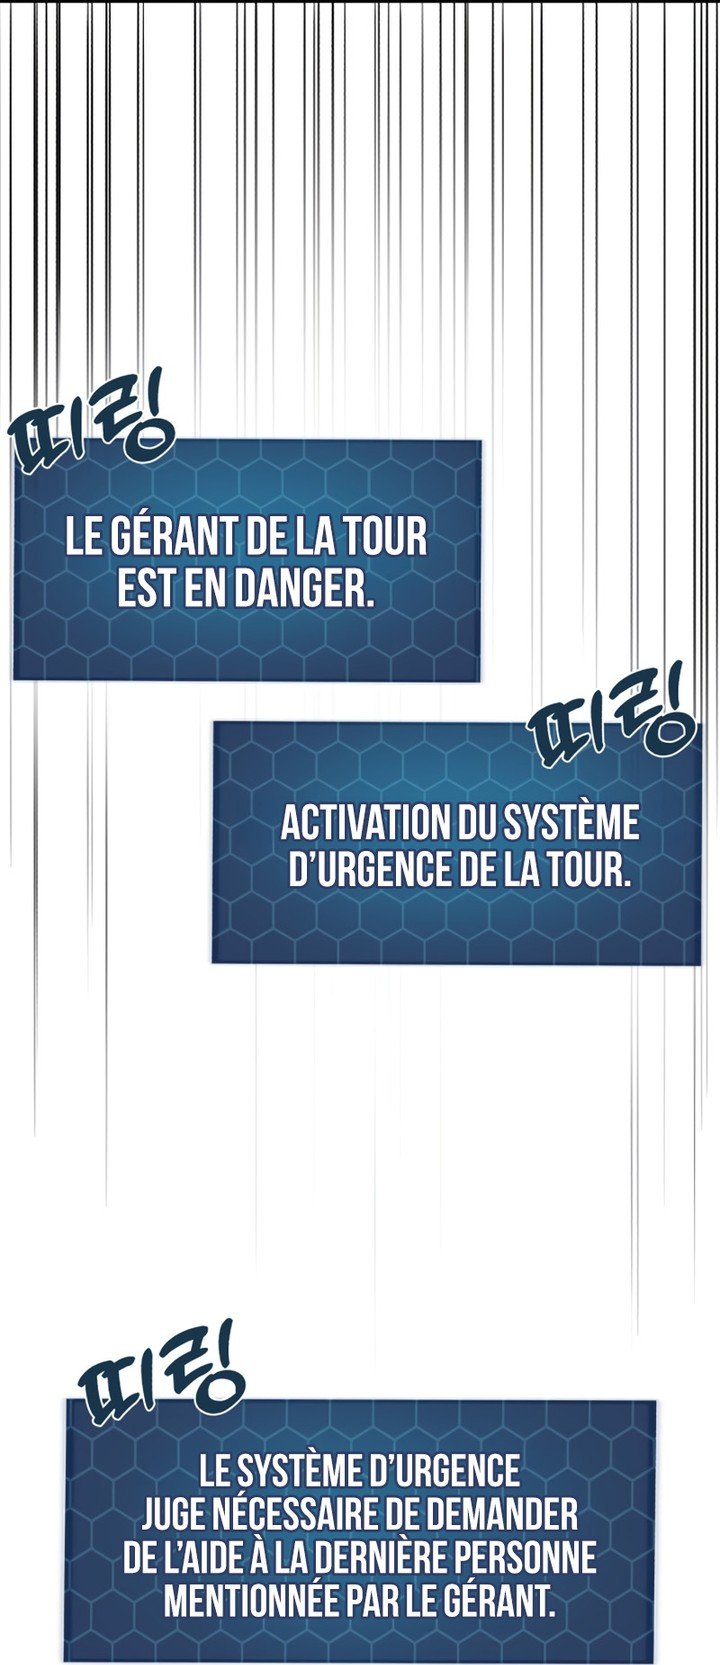 띠링
LE GÉRANT DE LA TOUR
EST EN DANGER.
띠링
ACTIVATION DU SYSTÈME
D'URGENCE DE LA TOUR.
띠링
LE SYSTÈME D'URGENCE
JUGE NÉCESSAIRE DE DEMANDER
DE L'AIDE À LA DERNIÈRE PERSONNE
MENTIONNÉE PAR LE GÉRANT.